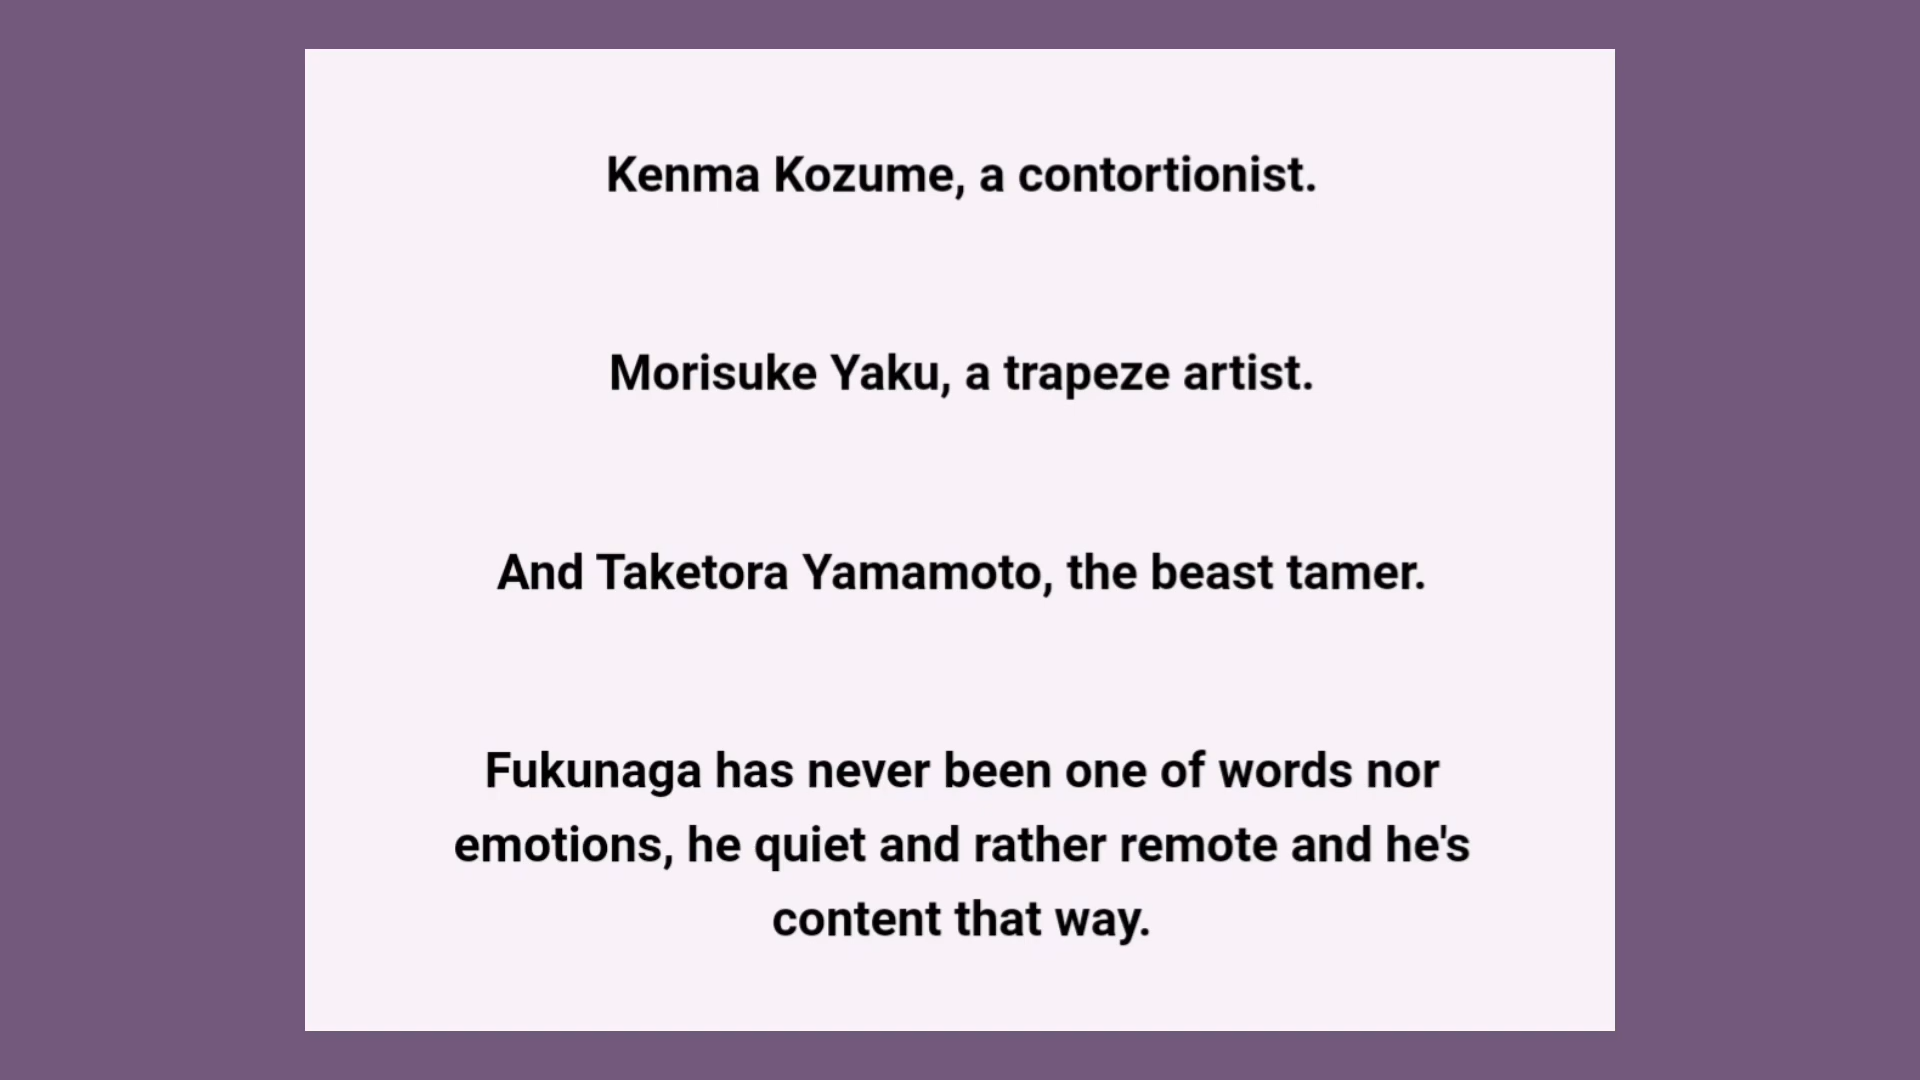 Kenma Kozume, a contortionist.
Morisuke Yaku, a trapeze artist.
And Taketora Yamamoto, the beast tamer.
Fukunaga has never been one of words nor
emotions, he quiet and rather remote and he's
content that way.